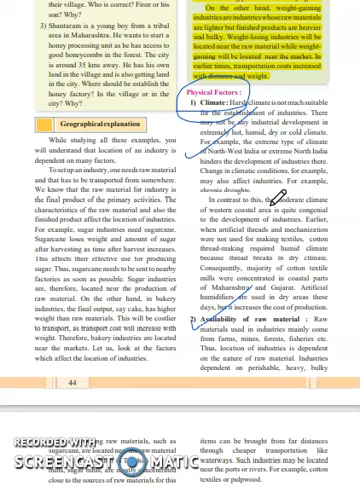 their village. Who is correct? Firoz or his
son? Why?
3) Shantaram is a young boy from a tribal
area in Maharashtra. He wants to start a
honey processing unit as he has access to
good honeycombs in the forest. The city
is around 35 kms away. He has his own
land in the village and is also getting land
in the city. Where should he establish the
honey factory? In the village or in the
city? Why?
Geographical explanation
While studying all these examples, you
will understand that location of an industry is
dependent on many factors.
To setup an industry, one needs raw material
and that has to be transported from somewhere.
We know that the raw material for industry is
the final product of the primary activities. The
characteristics of the raw material and also the
finished product affect the location of industries.
For example, sugar industries need sugarcane.
Sugarcane loses weight and amount of sugar
after harvesting as time after harvest increases.
This affects their effective use for producing
sugar. Thus, sugarcane needs to be sent to nearby
factories as soon as possible. Sugar industries
are, therefore, located near the production of
raw material. On the other hand, in bakery
industries, the final output, say cake, has higher
weight than raw materials. This will be costlier
to transport, as transport cost will increase with
weight. Therefore, bakery industries are located
near the markets. Let us, look at the factors
which affect the location of industries.
44
On the other hand, weight-gaining
industries are industries whose raw materials
are lighter but finished products are heavier
and bulky. Weight-losing industries will be
located near the raw material while weight-
gaining will be located near the market. In
earlier times, transportation costs increased
with distance and weight.
Physical Factors :
1) Climate : Harsh climate is not much suitable
for the establishment of industries. There
may not be any industrial development in
extremely hot, humid, dry or cold climate.
For example, the extreme type of climate
of North-West India or extreme North India
hinders the development of industries there.
Change in climatic conditions, for example,
may also affect industries. For example,
chronic droughts.
In contrast to this, the moderate climate
of western coastal area is quite congenial
to the development of industries. Earlier,
when artificial threads and mechanization
were not used for making textiles, cotton
thread-making required humid climate
because thread breaks in dry climate.
Consequently, majority of cotton textile
mills were concentrated in coastal parts
of Maharashtra and Gujarat. Artificial
humidifiers are used in dry areas these
days, but it increases the cost of production.
2) Availability of raw material : Raw
materials used in industries mainly come
from farms, mines, forests, fisheries etc.
Thus, location of industries is dependent
on the nature of raw material. Industries
dependent on perishable, heavy, bulky
raw materials, such as
sugarcane, are located near the raw material
mills, sugar mills, are mostly concentrated
close to the sources of raw materials for this
items can be brought from far distances
through cheaper transportation like
waterways. Such industries may be located
near the ports or rivers. For example, cotton
textiles or pulpwood
RECORDED WITH
SCREENCAST MATIC